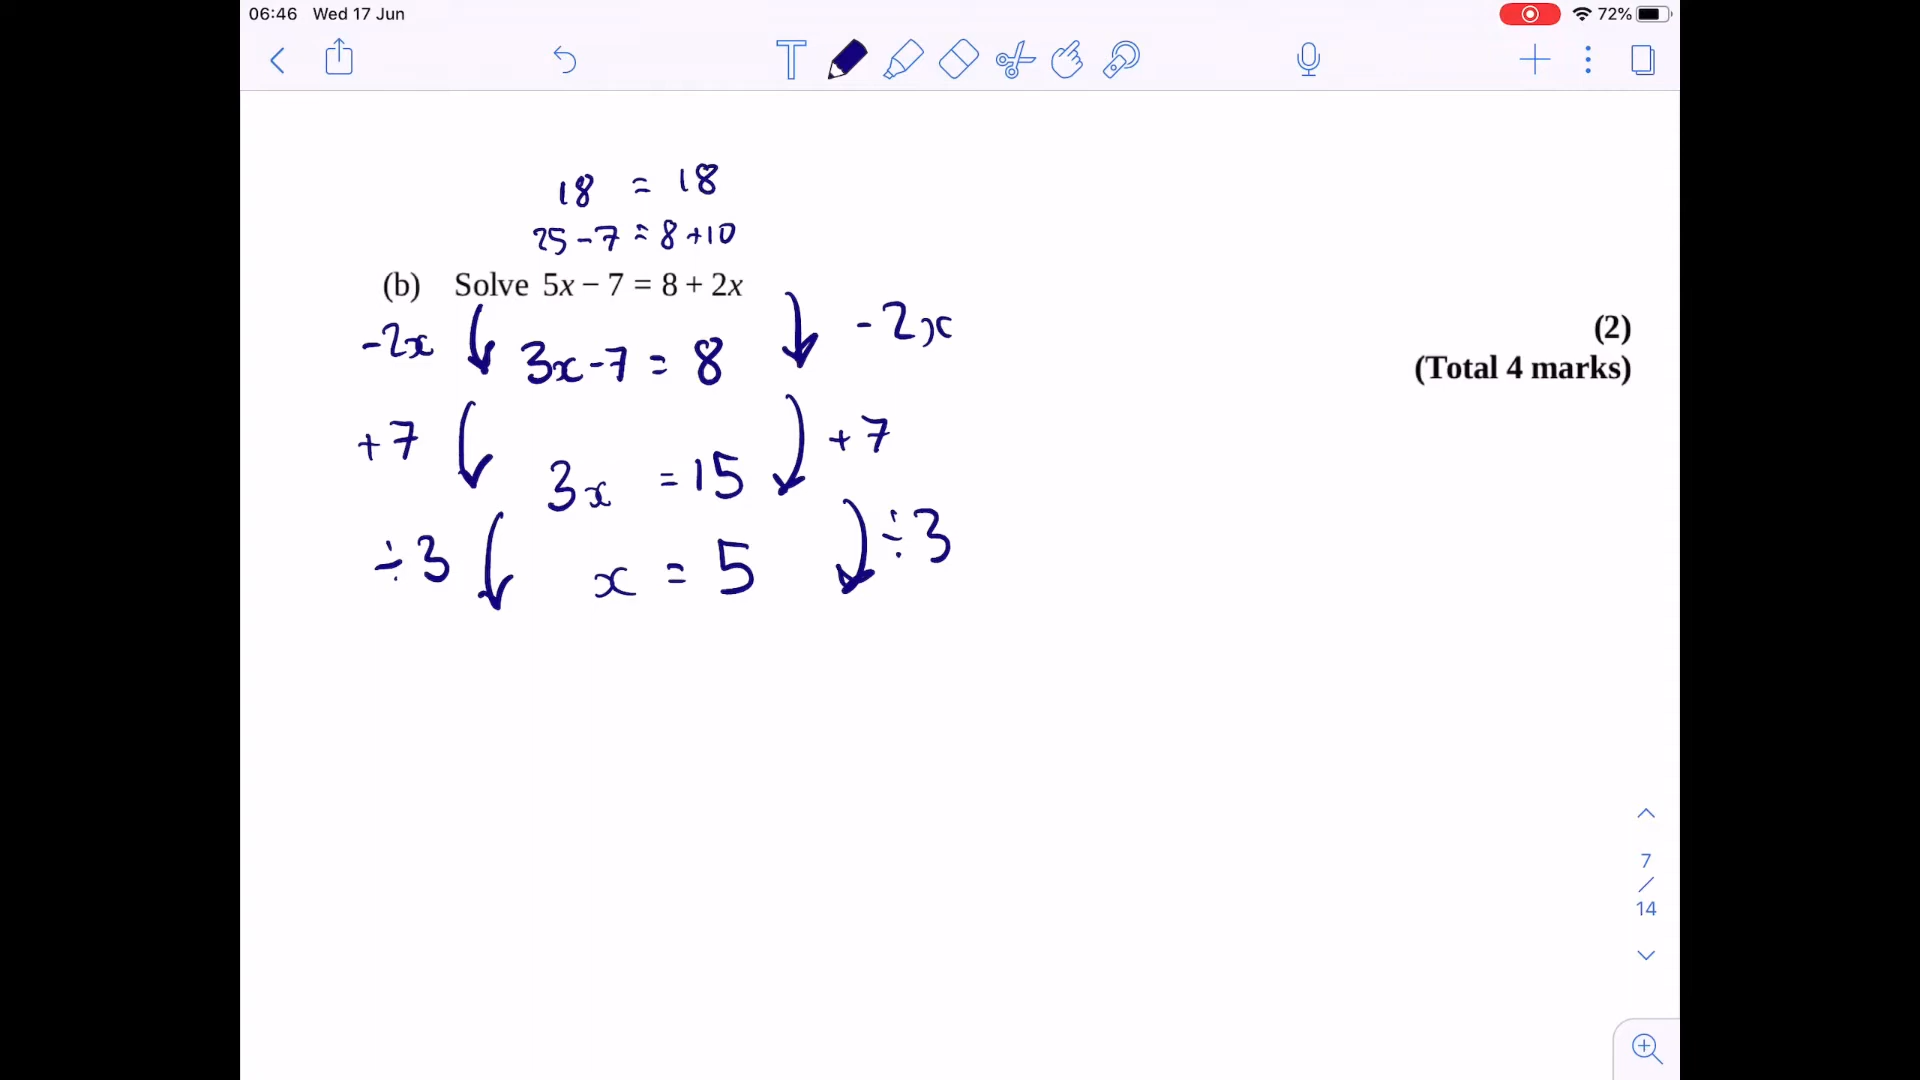 06:46 Wed 17 Jun 72%
T
18 = 18
25 - 7 = 8 + 10
(b) Solve 5x − 7 = 8 + 2x
-2x 3x - 7 = 8 - 2x
(2)
(Total 4 marks)
+7 3x = 15 +7
÷3 x = 5 ÷3
7
/
14